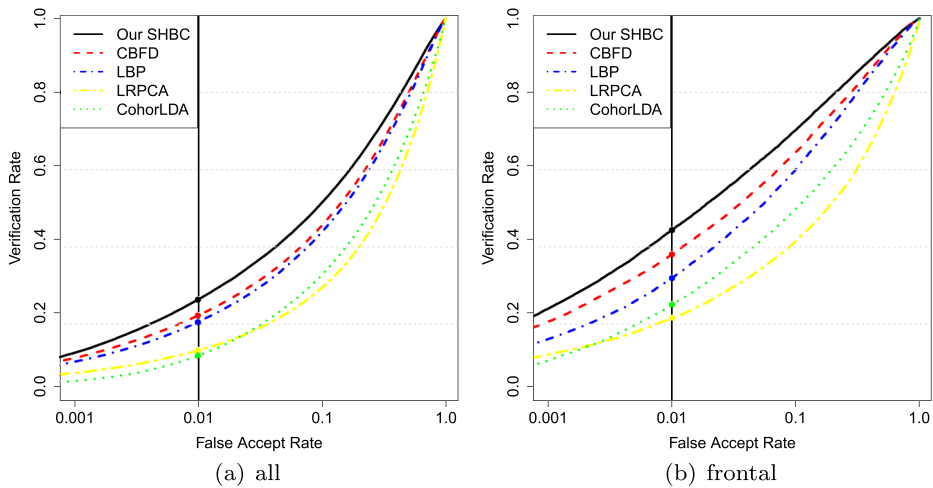 Our SHBC
CBFD
LBP
LRPCA
CohorLDA
Verification Rate
1.0
0.8
0.6
0.4
0.2
0.0
0.001
0.01
0.1
1.0
False Accept Rate
(a) all
Our SHBC
CBFD
LBP
LRPCA
CohorLDA
Verification Rate
1.0
0.8
0.6
0.4
0.2
0.0
0.001
0.01
0.1
1.0
False Accept Rate
(b) frontal